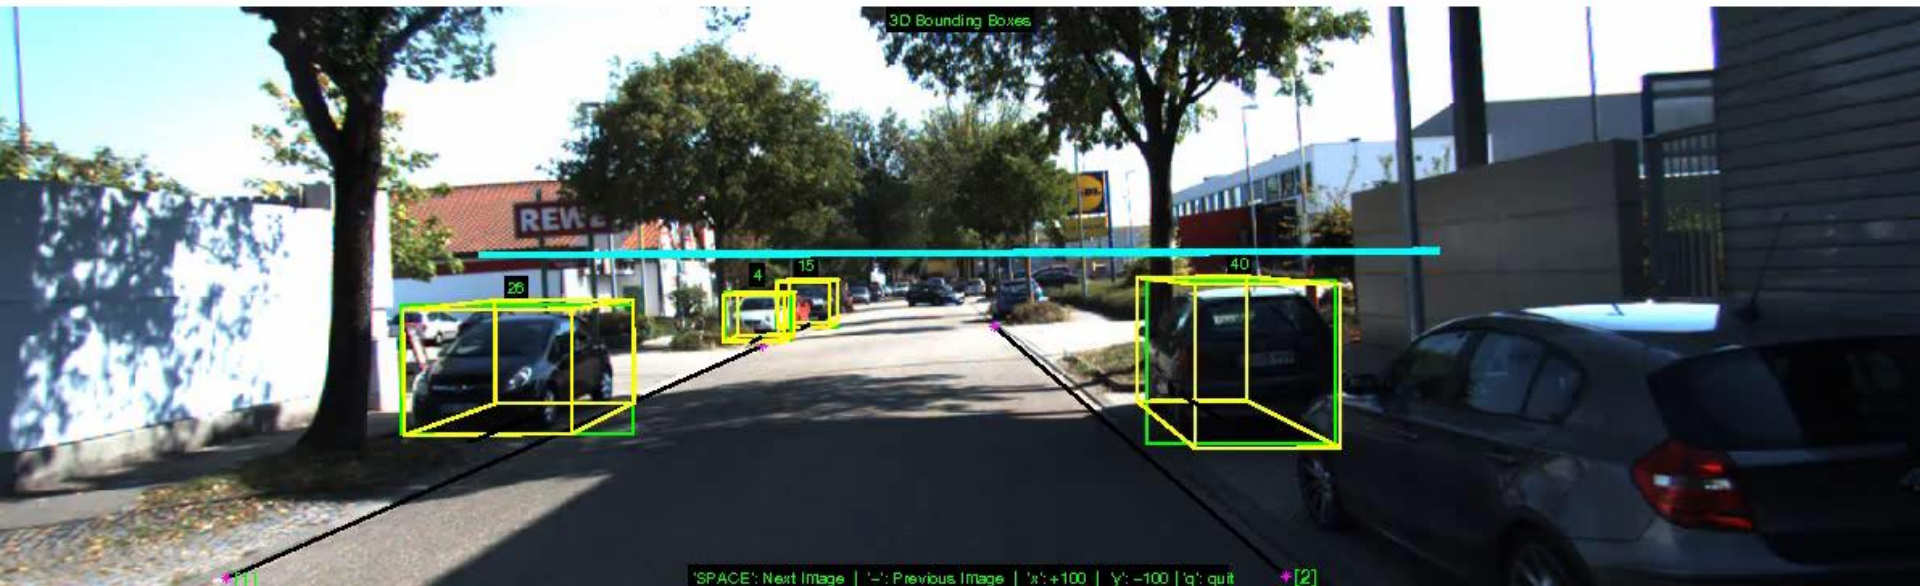 3D Bounding Boxes
REWE
40
15
4
26
[1]
'SPACE': Next Image | '-': Previous Image | 'x': +100 | 'y': -100 | 'q': quit
[2]